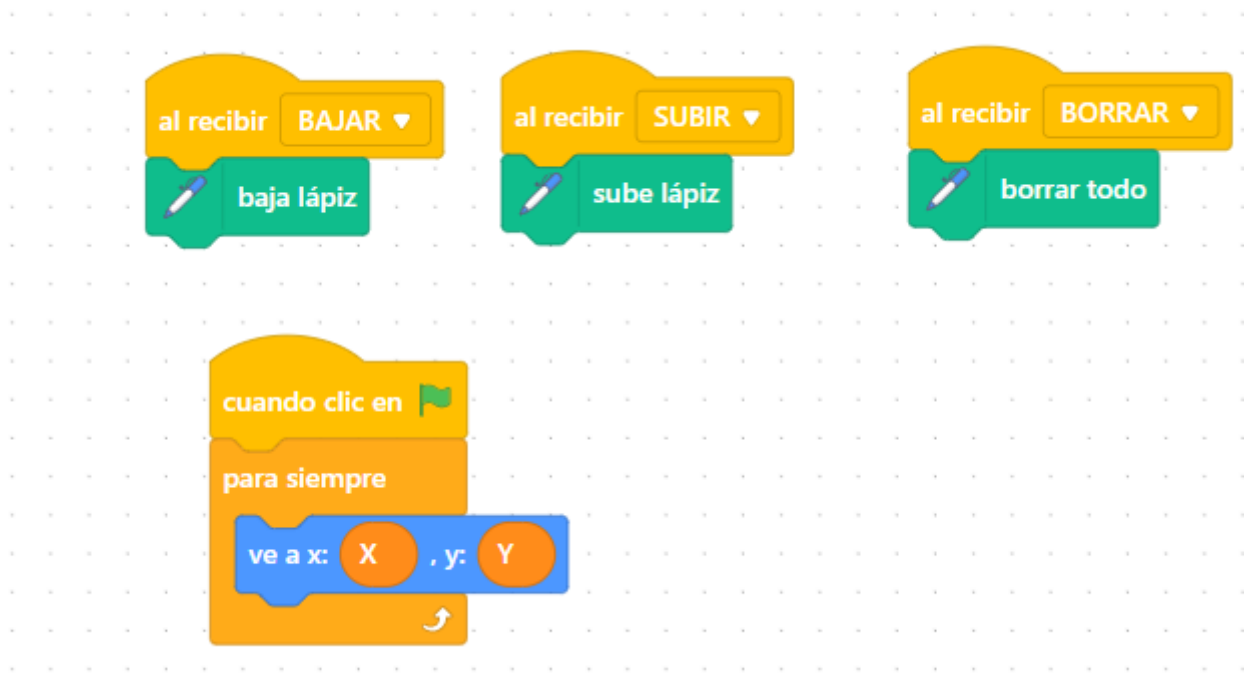 al recibir BAJAR
baja lápiz
al recibir SUBIR
sube lápiz
al recibir BORRAR
borrar todo
cuando clic en
para siempre
ve a x: X , y: Y